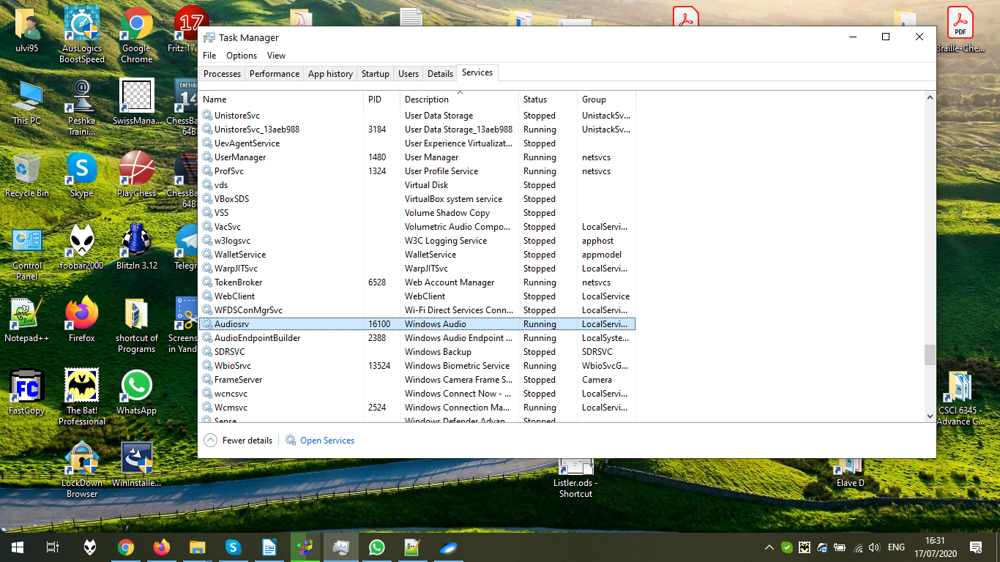 Task Manager
File Options View
Processes Performance App history Startup Users Details Services
Name PID Description Status Group
UnistoreSvc User Data Storage Stopped UnistackSv...
UnistoreSvc_13aeb988 3184 User Data Storage_13aeb988 Running UnistackSv...
UevAgentService User Experience Virtualizat... Stopped
UserManager 1480 User Manager Running netsvcs
ProfSvc 1324 User Profile Service Running netsvcs
vds Virtual Disk Stopped
VBoxSDS VirtualBox system service Stopped
VSS Volume Shadow Copy Stopped
VacSvc Volumetric Audio Compo... Stopped LocalServi...
w3logsvc W3C Logging Service Stopped apphost
WalletService WalletService Stopped appmodel
WarpJITSvc WarpJITSvc Stopped LocalServi...
TokenBroker 6528 Web Account Manager Running netsvcs
WebClient WebClient Stopped LocalService
WFDSConMgrSvc Wi-Fi Direct Services Conn... Stopped LocalServi...
Audiosrv 16100 Windows Audio Running LocalServi...
AudioEndpointBuilder 2388 Windows Audio Endpoint ... Running LocalSyste...
SDRSVC Windows Backup Stopped SDRSVC
WbioSrvc 13524 Windows Biometric Service Running WbioSvcG...
FrameServer Windows Camera Frame S... Stopped Camera
wcncsvc Windows Connect Now - ... Stopped LocalServi...
Wcmsvc 2524 Windows Connection Ma... Running LocalServi...
Sense Windows Defender Advan Stopped
Fewer details Open Services
ulvi95
AusLogics
BoostSpeed
Google
Chrome
17
Fritz 17
This PC
Peshka
Traini...
SwissMana...
CHESSBA
14
ChessBa
64B
Recycle Bin
Skype
PlayChess
ChessBa
64B
Control
Panel
foobar2000
BlitzIn 3.12
Telegr
Notepad++
Firefox
shortcut of
Programs
Screens
in Yand
FC
FastCopy
The Bat!
Professional
WhatsApp
LockDown
Browser
WinInstalle...
Listler.ods -
Shortcut
Elave D
PDF
Braille-Che...
CSCI 6345 -
Advance C...
ENG
16:31
17/07/2020